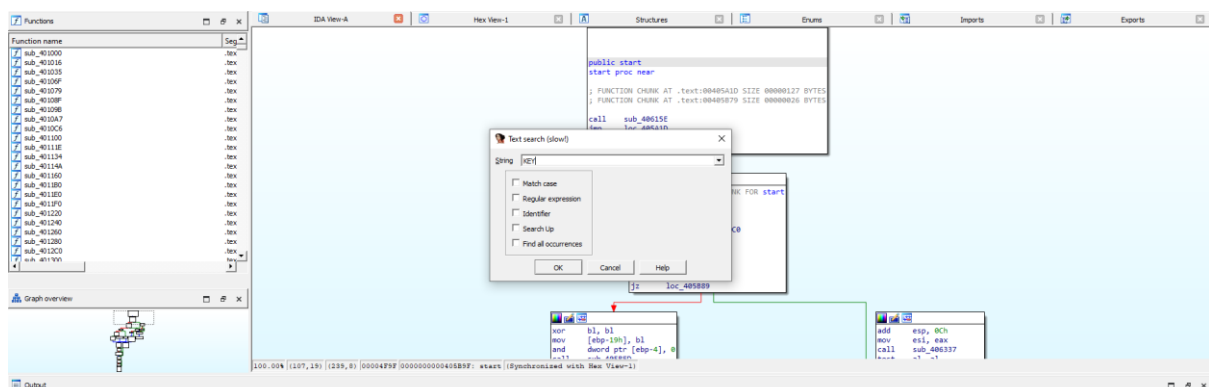 Functions
IDA View-A
Hex View-1
Structures
Enums
Imports
Exports
Function name
Seg
sub_401000 .tex
sub_401016 .tex
sub_401035 .tex
sub_40106F .tex
sub_401079 .tex
sub_40108F .tex
sub_40109B .tex
sub_4010A7 .tex
sub_4010C6 .tex
sub_401100 .tex
sub_40111E .tex
sub_401134 .tex
sub_40114A .tex
sub_401160 .tex
sub_4011B0 .tex
sub_4011E0 .tex
sub_4011F0 .tex
sub_401220 .tex
sub_401240 .tex
sub_401260 .tex
sub_401280 .tex
sub_4012C0 .tex
sub_401300 .tex
Graph overview
public start
start proc near
; FUNCTION CHUNK AT .text:00405A1D SIZE 00000127 BYTES
; FUNCTION CHUNK AT .text:00405B79 SIZE 00000026 BYTES
call sub_40615E
jmp loc_405A1D
Text search (slow!)
String KEY
Match case
Regular expression
Identifier
Search Up
Find all occurrences
OK Cancel Help
NK FOR start
C0
jz loc_405B89
xor bl, bl
mov [ebp-19h], bl
and dword ptr [ebp-4], 0
add esp, 0Ch
mov esi, eax
call sub_406337
100.00% (107,19) (239,8) 00004F9F 0000000000405B9F: start (Synchronized with Hex View-1)
Output